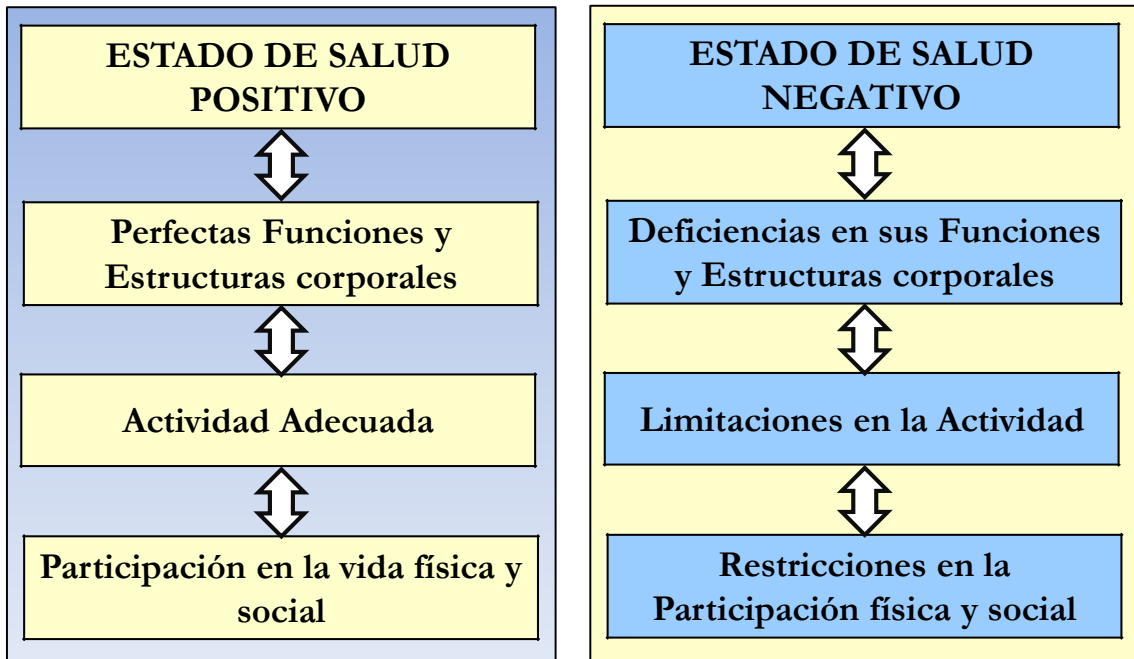 ESTADO DE SALUD
POSITIVO
Perfectas Funciones y
Estructuras corporales
Actividad Adecuada
Participación en la vida física y
social
ESTADO DE SALUD
NEGATIVO
Deficiencias en sus Funciones
y Estructuras corporales
Limitaciones en la Actividad
Restricciones en la
Participación física y social